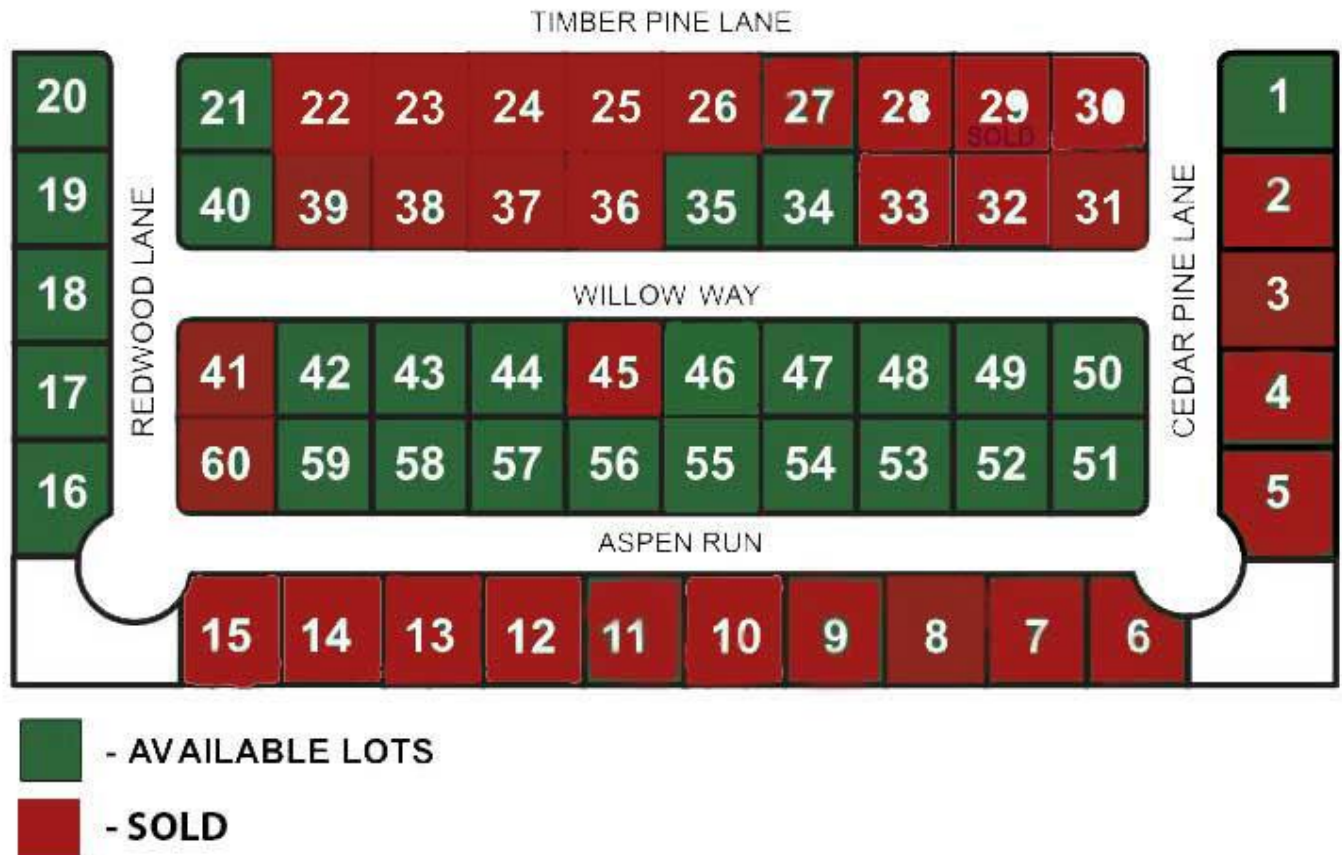 TIMBER PINE LANE
20 21 22 23 24 25 26 27 28 29 30 1
SOLD
19 40 39 38 37 36 35 34 33 32 31 2
REDWOOD LANE
CEDAR PINE LANE
18 WILLOW WAY 3
17 41 42 43 44 45 46 47 48 49 50 4
16 60 59 58 57 56 55 54 53 52 51 5
ASPEN RUN
15 14 13 12 11 10 9 8 7 6
- AVAILABLE LOTS
- SOLD